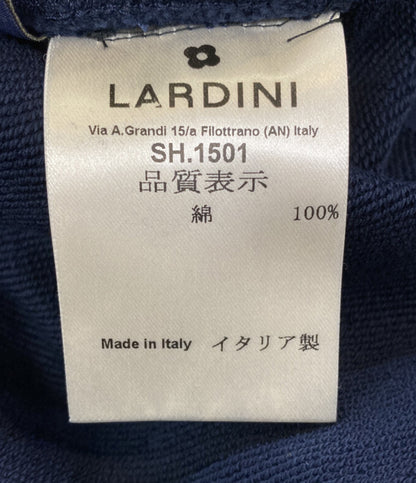 LARDINI
Via A.Grandi 15/a Filottrano (AN) Italy
SH.1501
品質表示
綿 100%
Made in Italy イタリア製